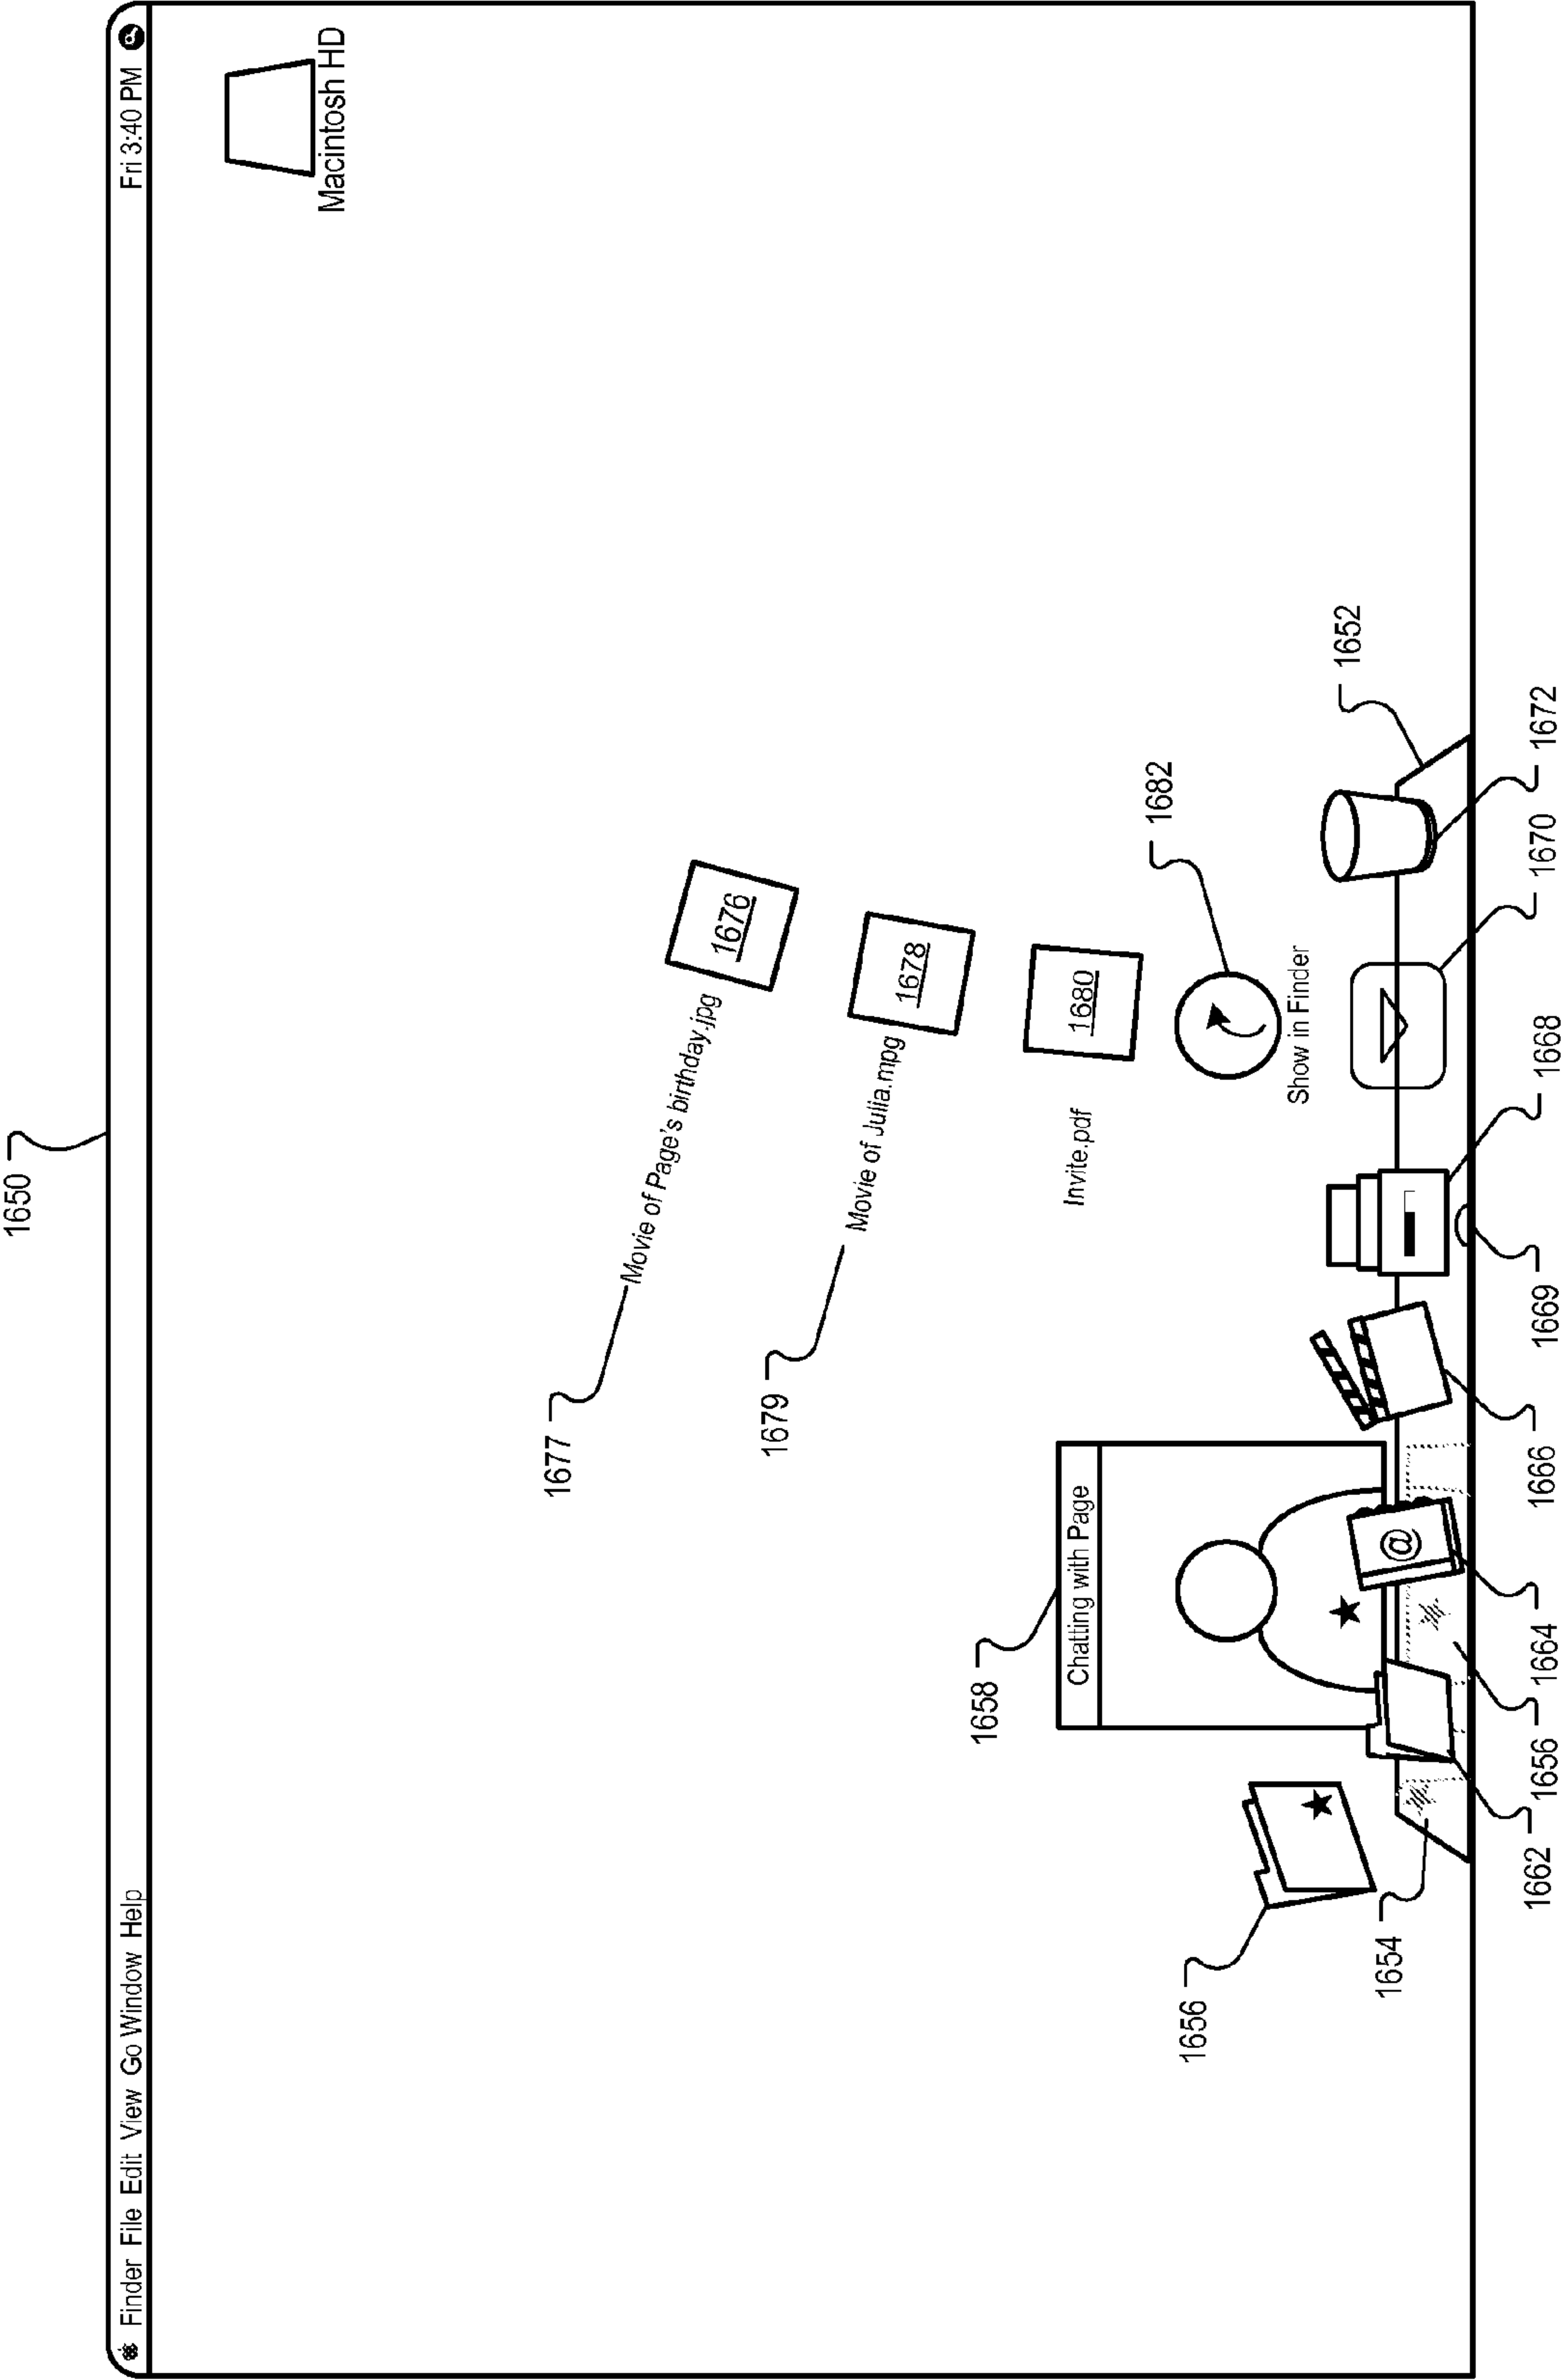 1650
Finder File Edit View Go Window Help
Fri 3:40 PM
Macintosh HD
1677
Movie of Page's birthday.jpg
1676
1679
Movie of Julia.mpg
1678
1658
Chatting with Page
Invite.pdf
1680
1682
Show in Finder
1656
1654
@
1652
1662
1656
1664
1666
1669
1668
1670
1672